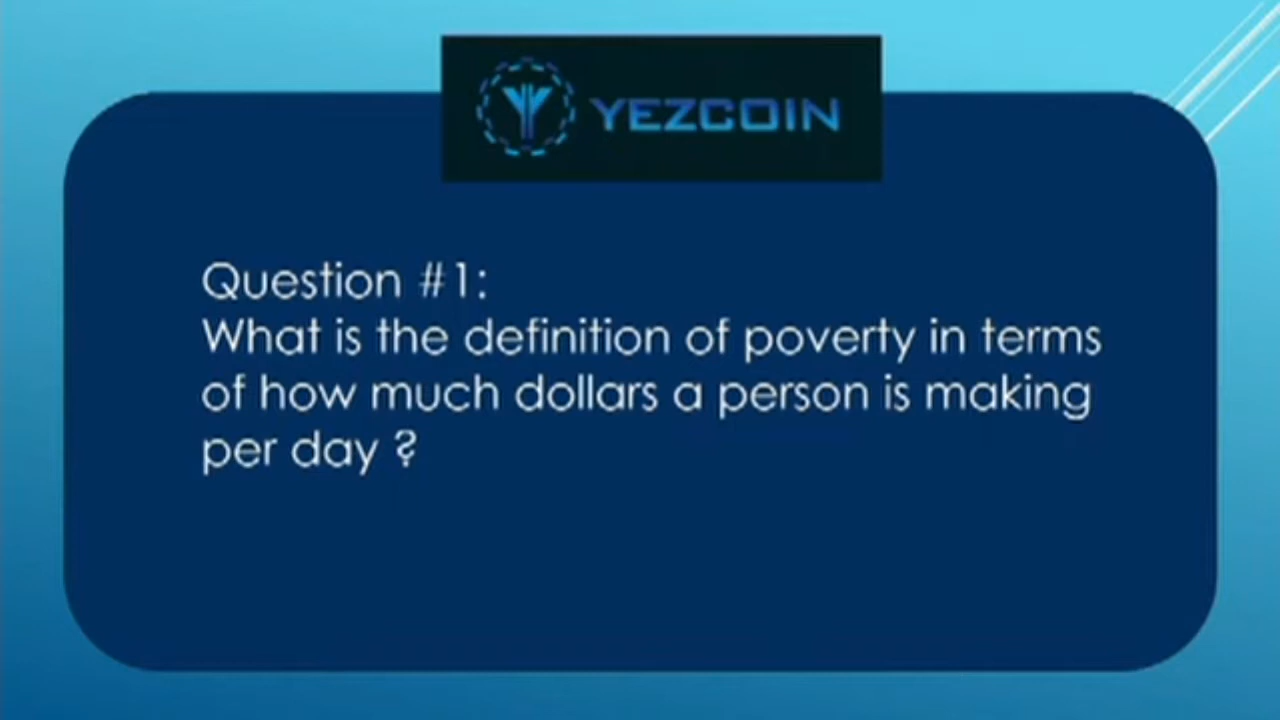 YEZCOIN
Question #1:
What is the definition of poverty in terms
of how much dollars a person is making
per day ?